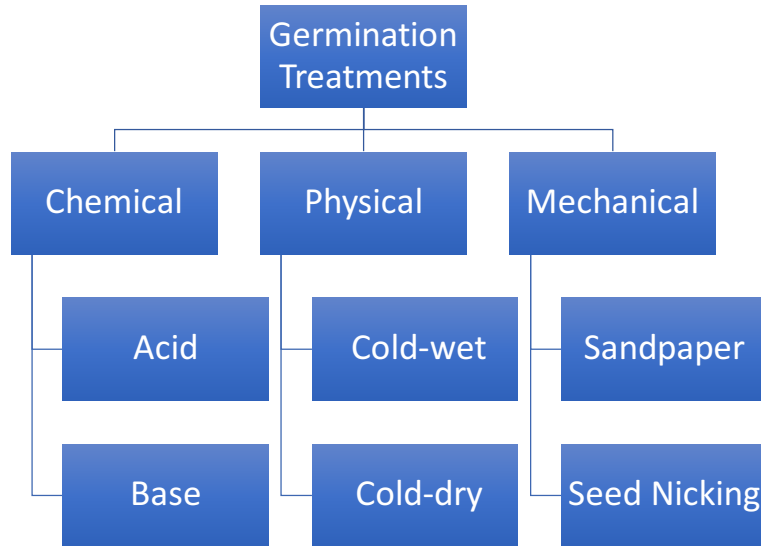 Germination
Treatments
Chemical
Physical
Mechanical
Acid
Cold-wet
Sandpaper
Base
Cold-dry
Seed Nicking